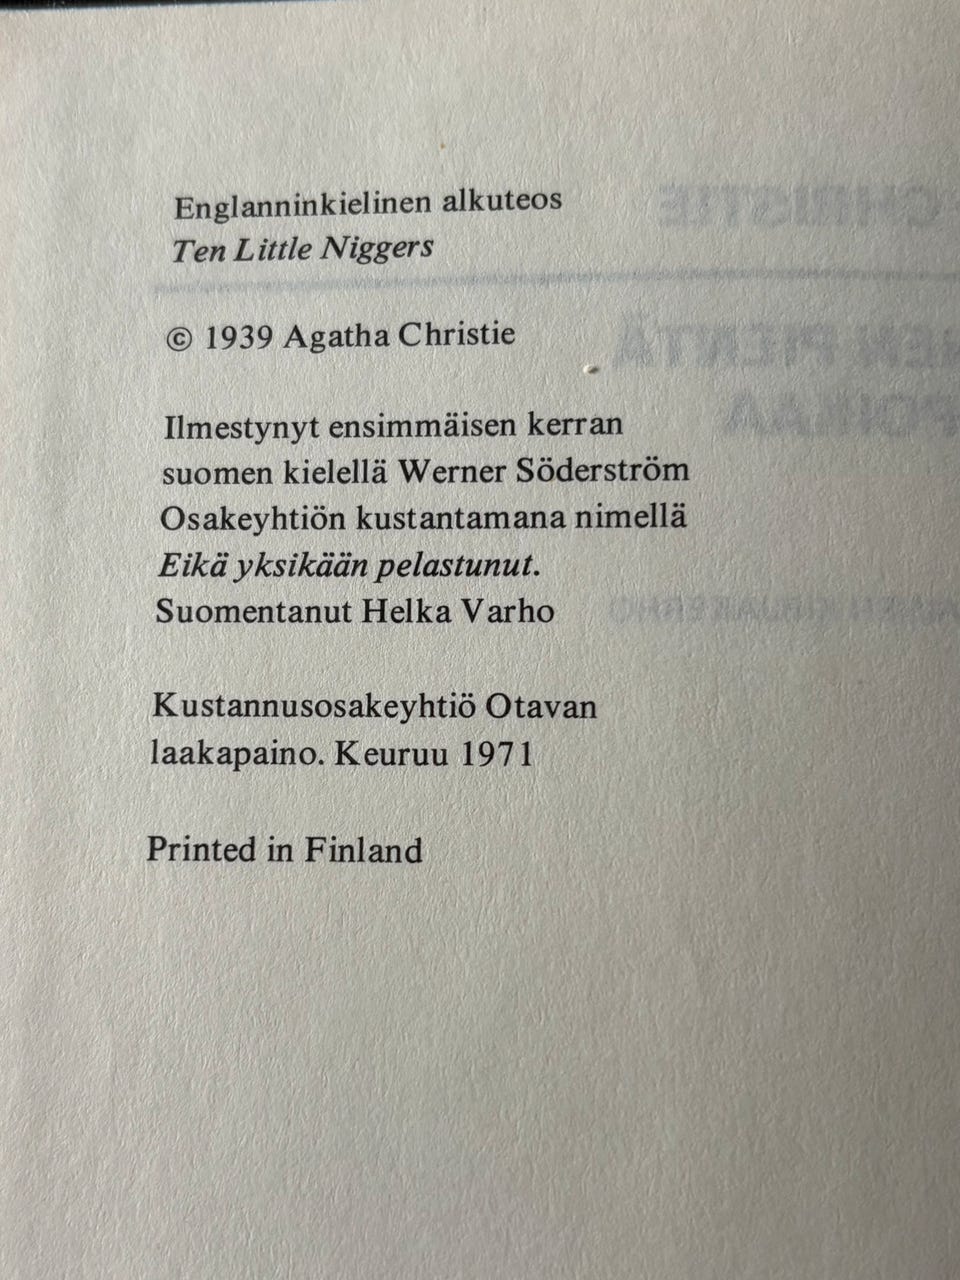 Englanninkielinen alkuteos
Ten Little Niggers
© 1939 Agatha Christie
Ilmestynyt ensimmäisen kerran
suomen kielellä Werner Söderström
Osakeyhtiön kustantamana nimellä
Eikä yksikään pelastunut.
Suomentanut Helka Varho
Kustannusosakeyhtiö Otavan
laakapaino. Keuruu 1971
Printed in Finland